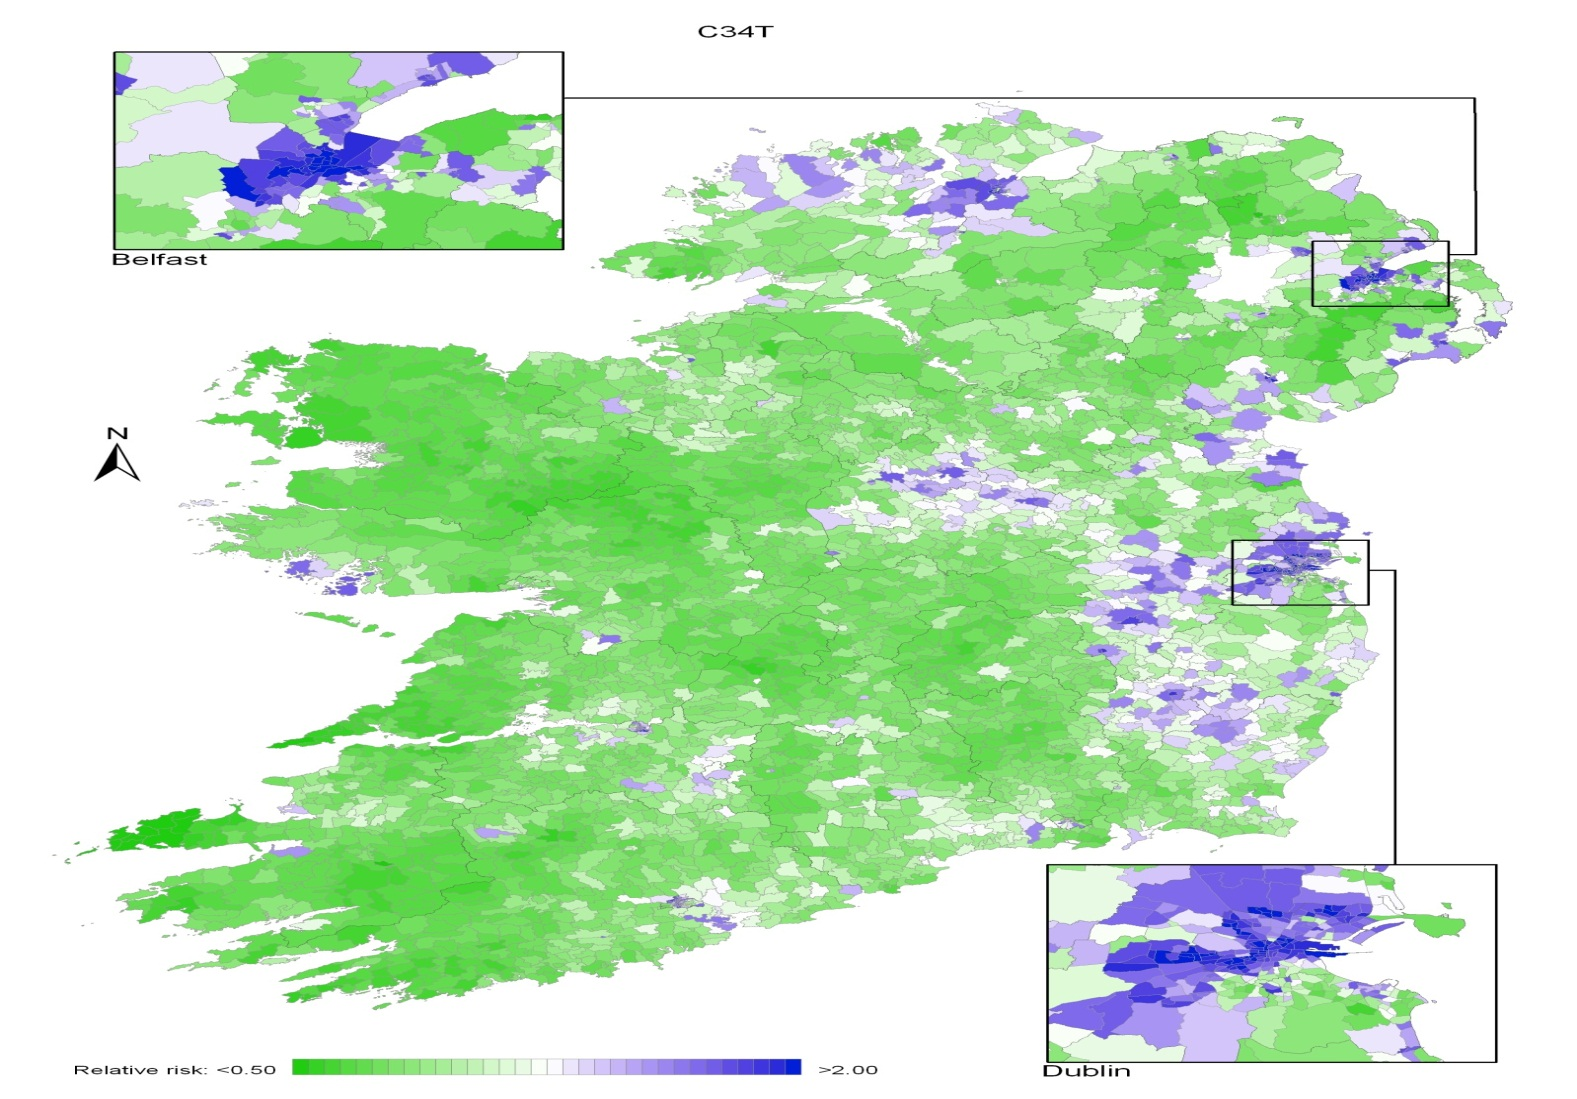 C34T
Belfast
N
Relative risk: <0.50
>2.00
Dublin